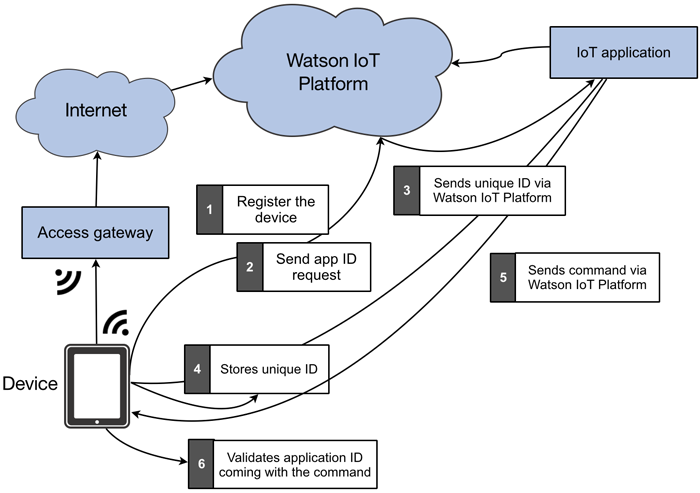 Watson IoT
Platform
IoT application
Internet
Access gateway
Device
1
Register the
device
2
Send app ID
request
3
Sends unique ID via
Watson IoT Platform
4
Stores unique ID
5
Sends command via
Watson IoT Platform
6
Validates application ID
coming with the command